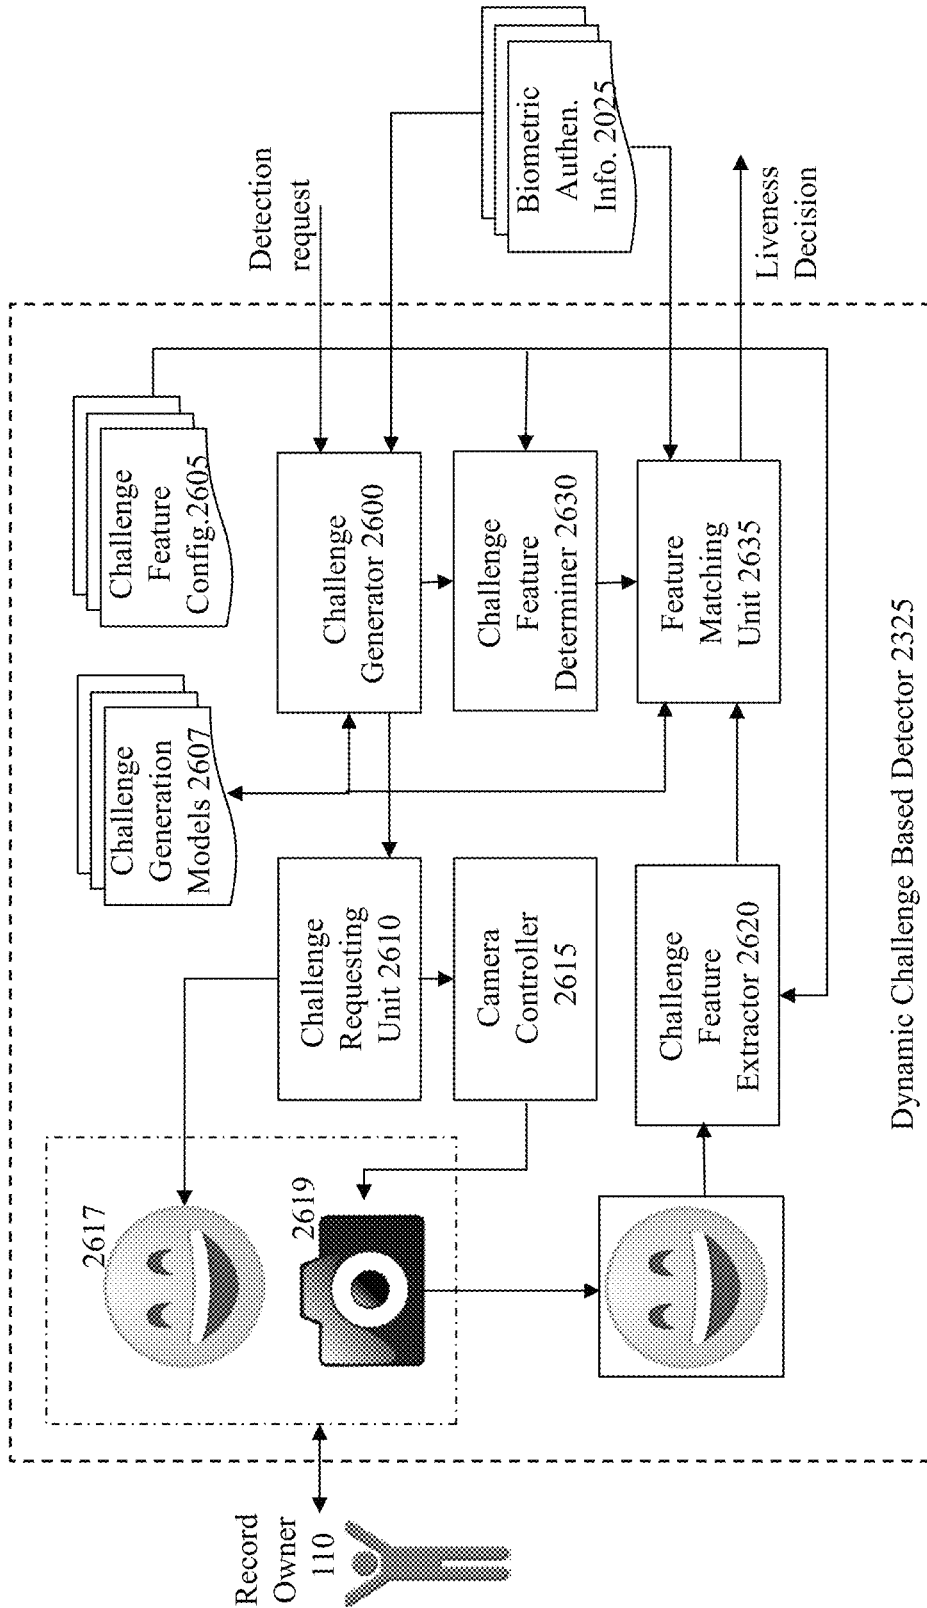 Record
Owner
110
2617
2619
Challenge
Requesting
Unit 2610
Camera
Controller
2615
Challenge
Feature
Extractor 2620
Challenge
Generation
Models 2607
Challenge
Feature
Config.2605
Challenge
Generator 2600
Challenge
Feature
Determiner 2630
Feature
Matching
Unit 2635
Detection
request
Biometric
Authen.
Info. 2025
Liveness
Decision
Dynamic Challenge Based Detector 2325